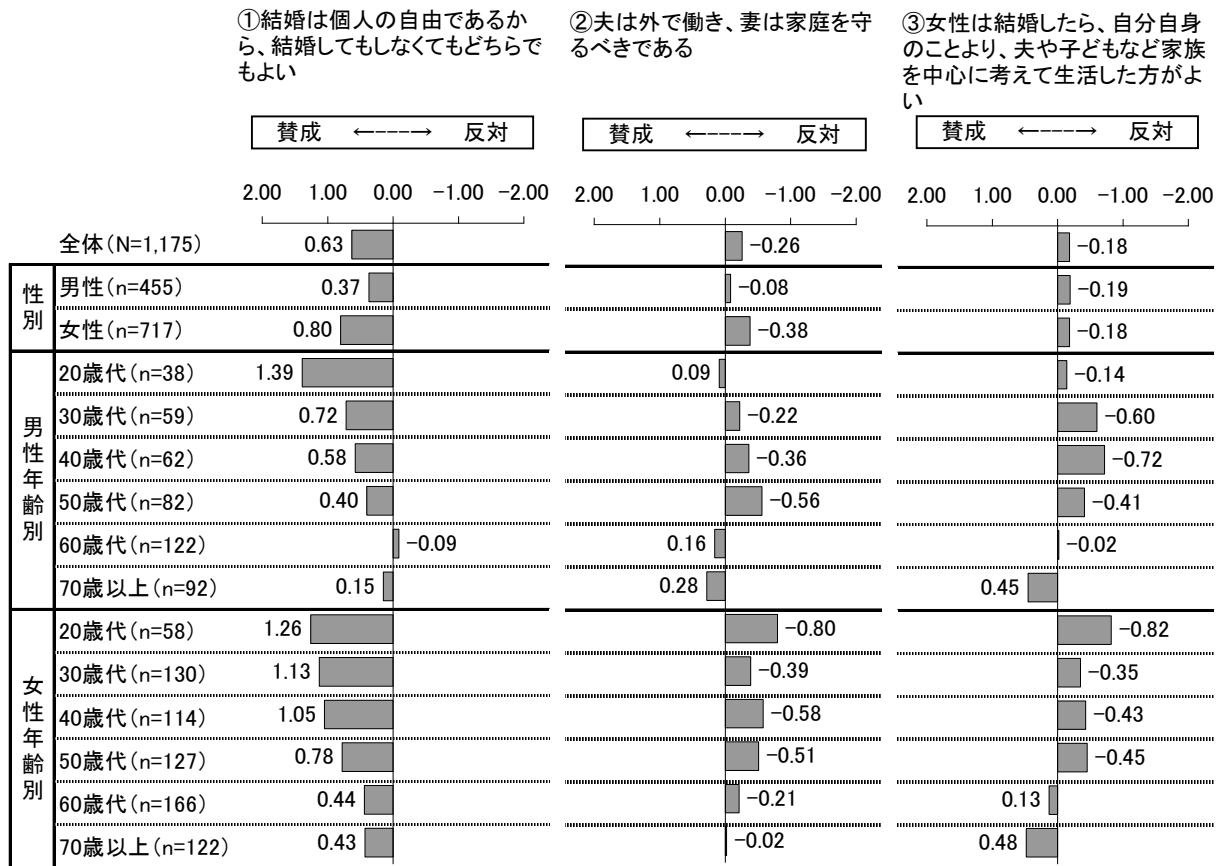 ①結婚は個人の自由であるか
ら、結婚してもしなくてもどちらで
もよい
②夫は外で働き、妻は家庭を守
るべきである
③女性は結婚したら、自分自身
のことより、夫や子どもなど家族
を中心に考えて生活した方がよ
い
賛成 ←---→ 反対
賛成 ←---→ 反対
賛成 ←---→ 反対
2.00 1.00 0.00 -1.00 -2.00
2.00 1.00 0.00 -1.00 -2.00
2.00 1.00 0.00 -1.00 -2.00
全体(N=1,175) 0.63 -0.26 -0.18
性別
男性(n=455) 0.37 -0.08 -0.19
女性(n=717) 0.80 -0.38 -0.18
男性年齢別
20歳代(n=38) 1.39 0.09 -0.14
30歳代(n=59) 0.72 -0.22 -0.60
40歳代(n=62) 0.58 -0.36 -0.72
50歳代(n=82) 0.40 -0.56 -0.41
60歳代(n=122) -0.09 0.16 -0.02
70歳以上(n=92) 0.15 0.28 0.45
女性年齢別
20歳代(n=58) 1.26 -0.80 -0.82
30歳代(n=130) 1.13 -0.39 -0.35
40歳代(n=114) 1.05 -0.58 -0.43
50歳代(n=127) 0.78 -0.51 -0.45
60歳代(n=166) 0.44 -0.21 0.13
70歳以上(n=122) 0.43 -0.02 0.48